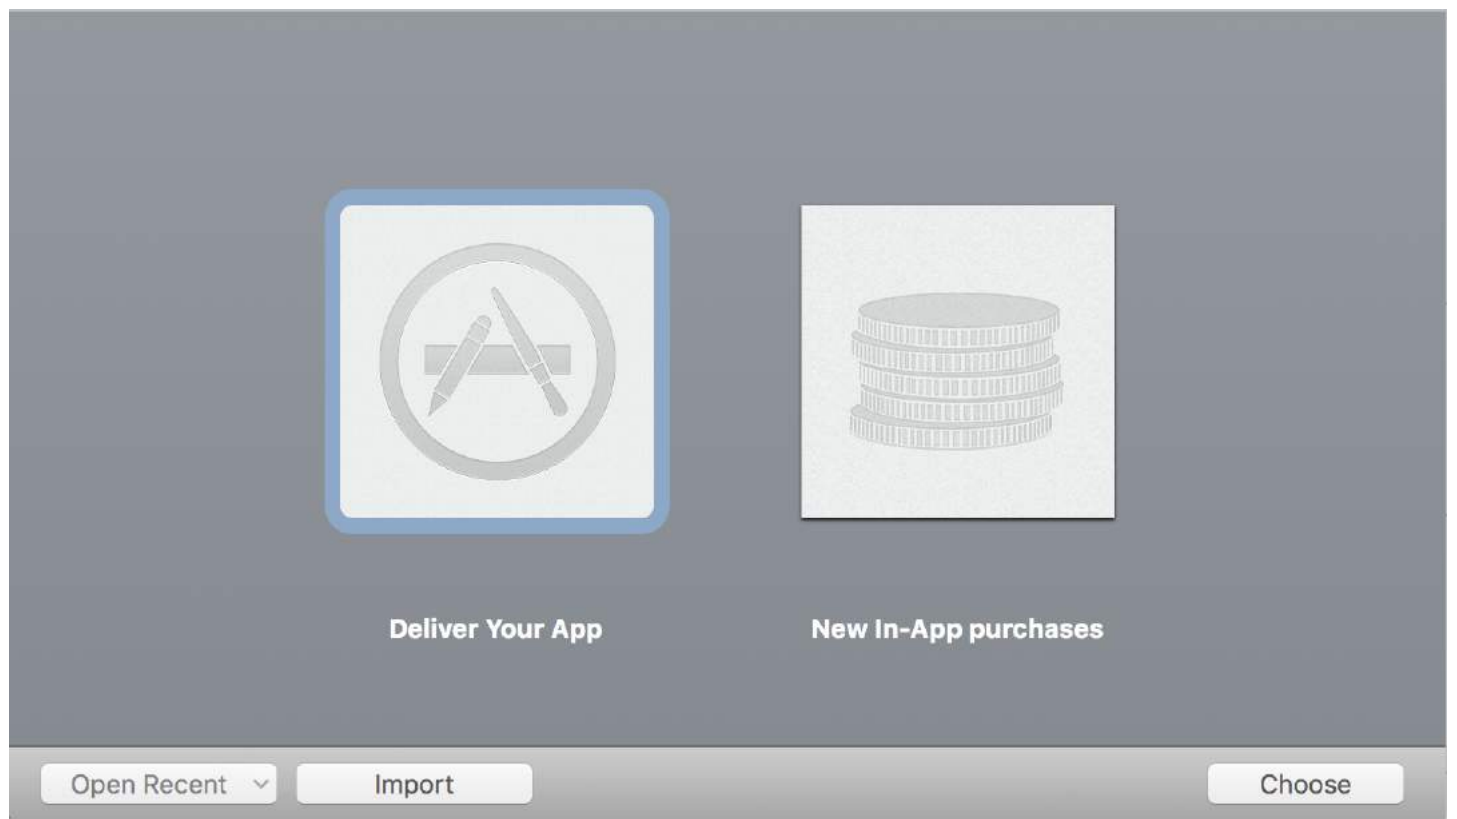 Deliver Your App
New In-App purchases
Open Recent
Import
Choose